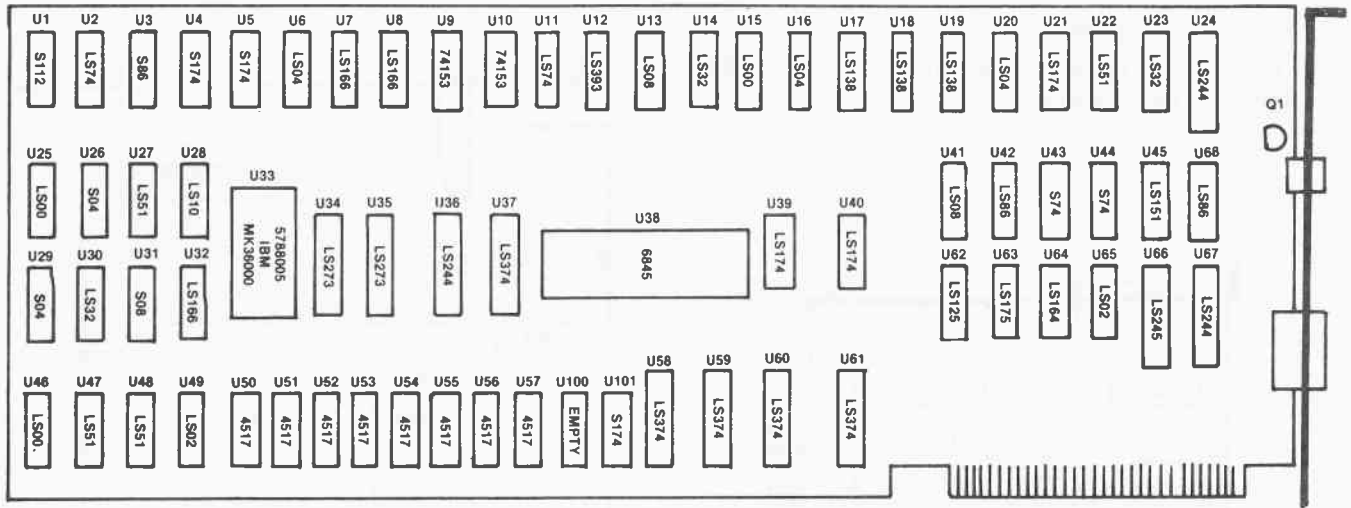 U1 U2 U3 U4 U5 U6 U7 U8 U9 U10 U11 U12 U13 U14 U15 U16 U17 U18 U19 U20 U21 U22 U23 U24
S112 LS74 S86 S174 S174 LS04 LS166 LS166 74153 74153 LS74 LS393 LS08 LS32 LS00 LS04 LS138 LS138 LS138 LS04 LS174 LS51 LS32 LS244
Q1
U25 U26 U27 U28 U33 U41 U42 U43 U44 U45 U68
LS00 S04 LS51 LS10 LS08 LS86 S74 S74 LS151 LS86
5788005
IBM
MK36000
U34 U35 U36 U37 U38 U39 U40
LS273 LS273 LS244 LS374 6845 LS174 LS174
U29 U30 U31 U32 U62 U63 U64 U65 U66 U67
S04 LS32 S08 LS166 LS125 LS175 LS164 LS02 LS245 LS244
U46 U47 U48 U49 U50 U51 U52 U53 U54 U55 U56 U57 U100 U101 U58 U59 U60 U61
LS00. LS51 LS51 LS02 4517 4517 4517 4517 4517 4517 4517 4517 EMPTY S174 LS374 LS374 LS374 LS374